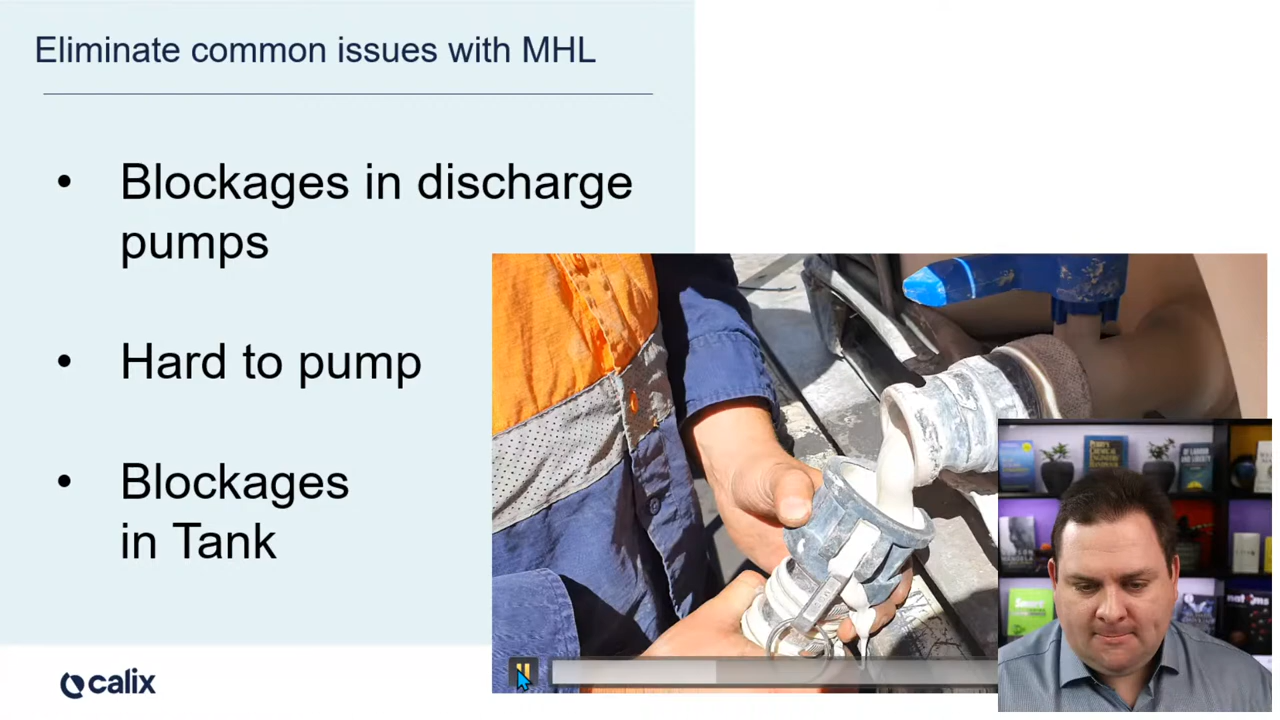 Eliminate common issues with MHL
• Blockages in discharge
pumps
• Hard to pump
• Blockages
in Tank
calix